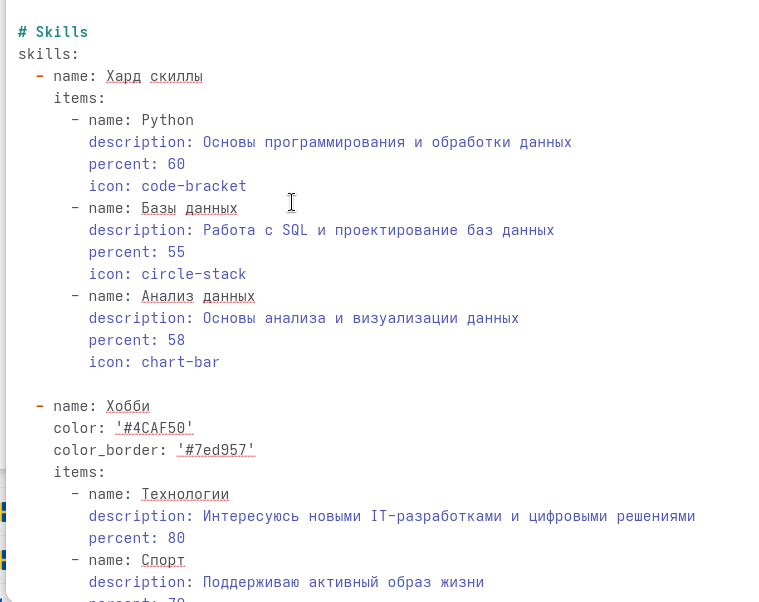 # Skills
skills:
  - name: Хард скиллы
    items:
      - name: Python
        description: Основы программирования и обработки данных
        percent: 60
        icon: code-bracket
      - name: Базы данных
        description: Работа с SQL и проектирование баз данных
        percent: 55
        icon: circle-stack
      - name: Анализ данных
        description: Основы анализа и визуализации данных
        percent: 58
        icon: chart-bar
  - name: Хобби
    color: '#4CAF50'
    color_border: '#7ed957'
    items:
      - name: Технологии
        description: Интересуюсь новыми IT-разработками и цифровыми решениями
        percent: 80
      - name: Спорт
        description: Поддерживаю активный образ жизни